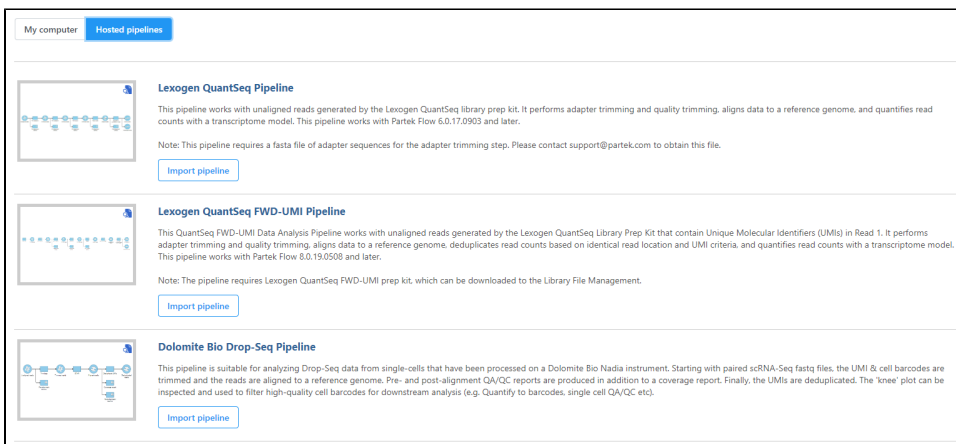 My computer
Hosted pipelines
Lexogen QuantSeq Pipeline
This pipeline works with unaligned reads generated by the Lexogen QuantSeq library prep kit. It performs adapter trimming and quality trimming, aligns data to a reference genome, and quantifies read
counts with a transcriptome model. This pipeline works with Partek Flow 6.0.17.0903 and later.
Note: This pipeline requires a fasta file of adapter sequences for the adapter trimming step. Please contact support@partek.com to obtain this file.
Import pipeline
Lexogen QuantSeq FWD-UMI Pipeline
This QuantSeq FWD-UMI Data Analysis Pipeline works with unaligned reads generated by the Lexogen QuantSeq Library Prep Kit that contain Unique Molecular Identifiers (UMIs) in Read 1. It performs
adapter trimming and quality trimming, aligns data to a reference genome, deduplicates read counts based on identical read location and UMI criteria, and quantifies read counts with a transcriptome model.
This pipeline works with Partek Flow 8.0.19.0508 and later.
Note: The pipeline requires Lexogen QuantSeq FWD-UMI prep kit, which can be downloaded to the Library File Management.
Import pipeline
Dolomite Bio Drop-Seq Pipeline
This pipeline is suitable for analyzing Drop-Seq data from single-cells that have been processed on a Dolomite Bio Nadia instrument. Starting with paired scRNA-Seq fastq files, the UMI & cell barcodes are
trimmed and the reads are aligned to a reference genome. Pre- and post-alignment QA/QC reports are produced in addition to a coverage report. Finally, the UMIs are deduplicated. The 'knee' plot can be
inspected and used to filter high-quality cell barcodes for downstream analysis (e.g. Quantify to barcodes, single cell QA/QC etc).
Import pipeline